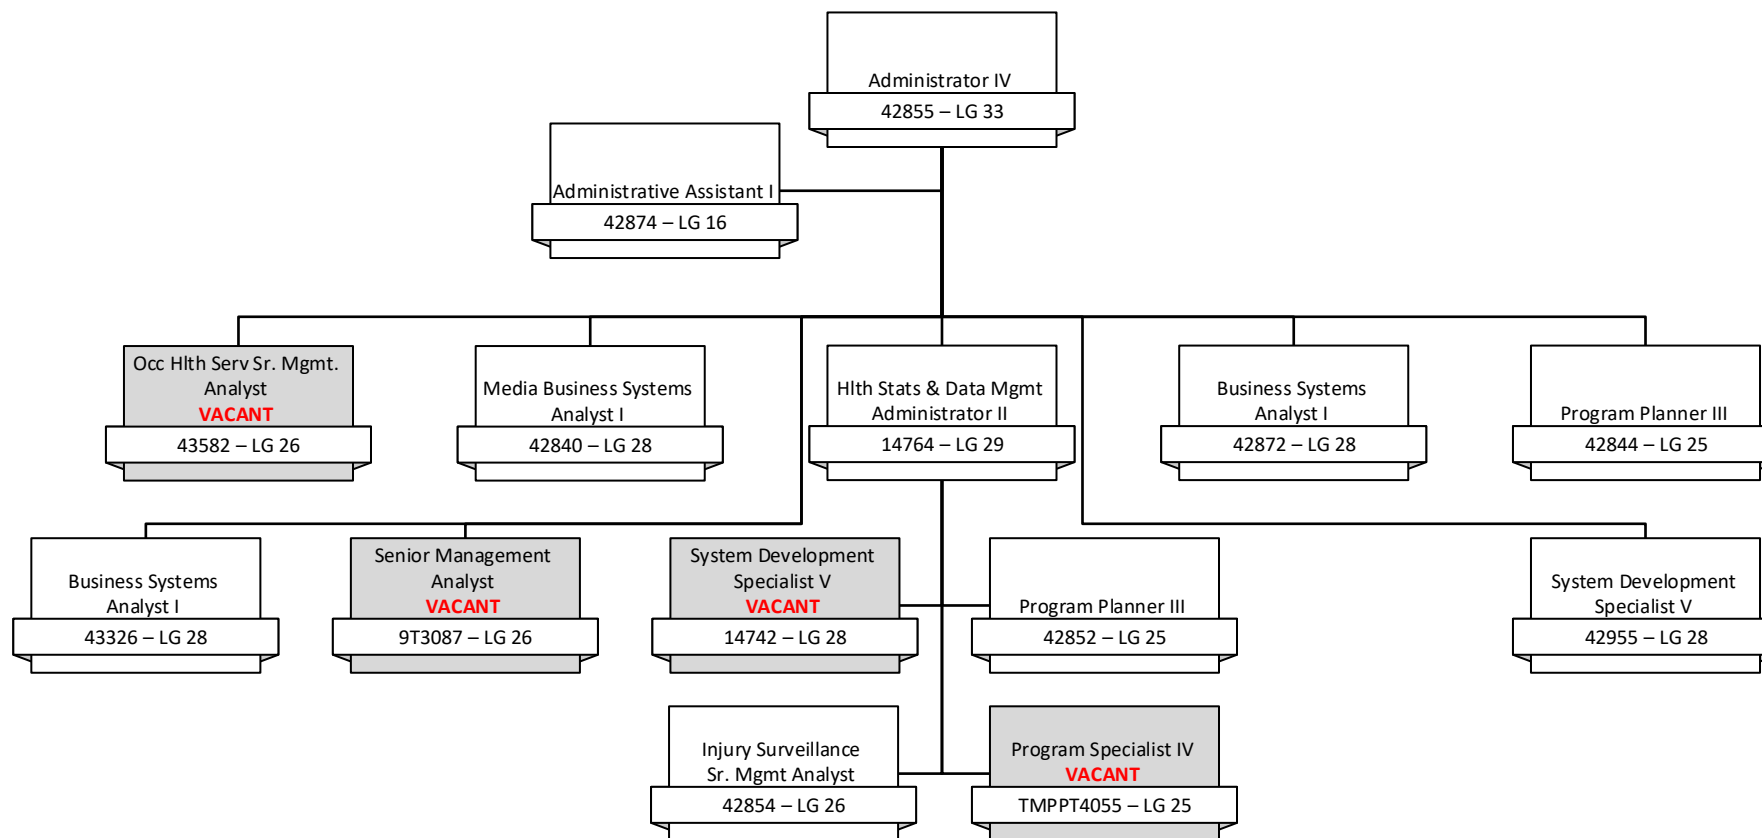 Administrator IV
42855 – LG 33
Administrative Assistant I
42874 – LG 16
Occ Hlth Serv Sr. Mgmt.
Analyst
VACANT
43582 – LG 26
Media Business Systems
Analyst I
42840 – LG 28
Hlth Stats & Data Mgmt
Administrator II
14764 – LG 29
Business Systems
Analyst I
42872 – LG 28
Program Planner III
42844 – LG 25
Business Systems
Analyst I
43326 – LG 28
Senior Management
Analyst
VACANT
9T3087 – LG 26
System Development
Specialist V
VACANT
14742 – LG 28
Program Planner III
42852 – LG 25
System Development
Specialist V
42955 – LG 28
Injury Surveillance
Sr. Mgmt Analyst
42854 – LG 26
Program Specialist IV
VACANT
TMPPT4055 – LG 25